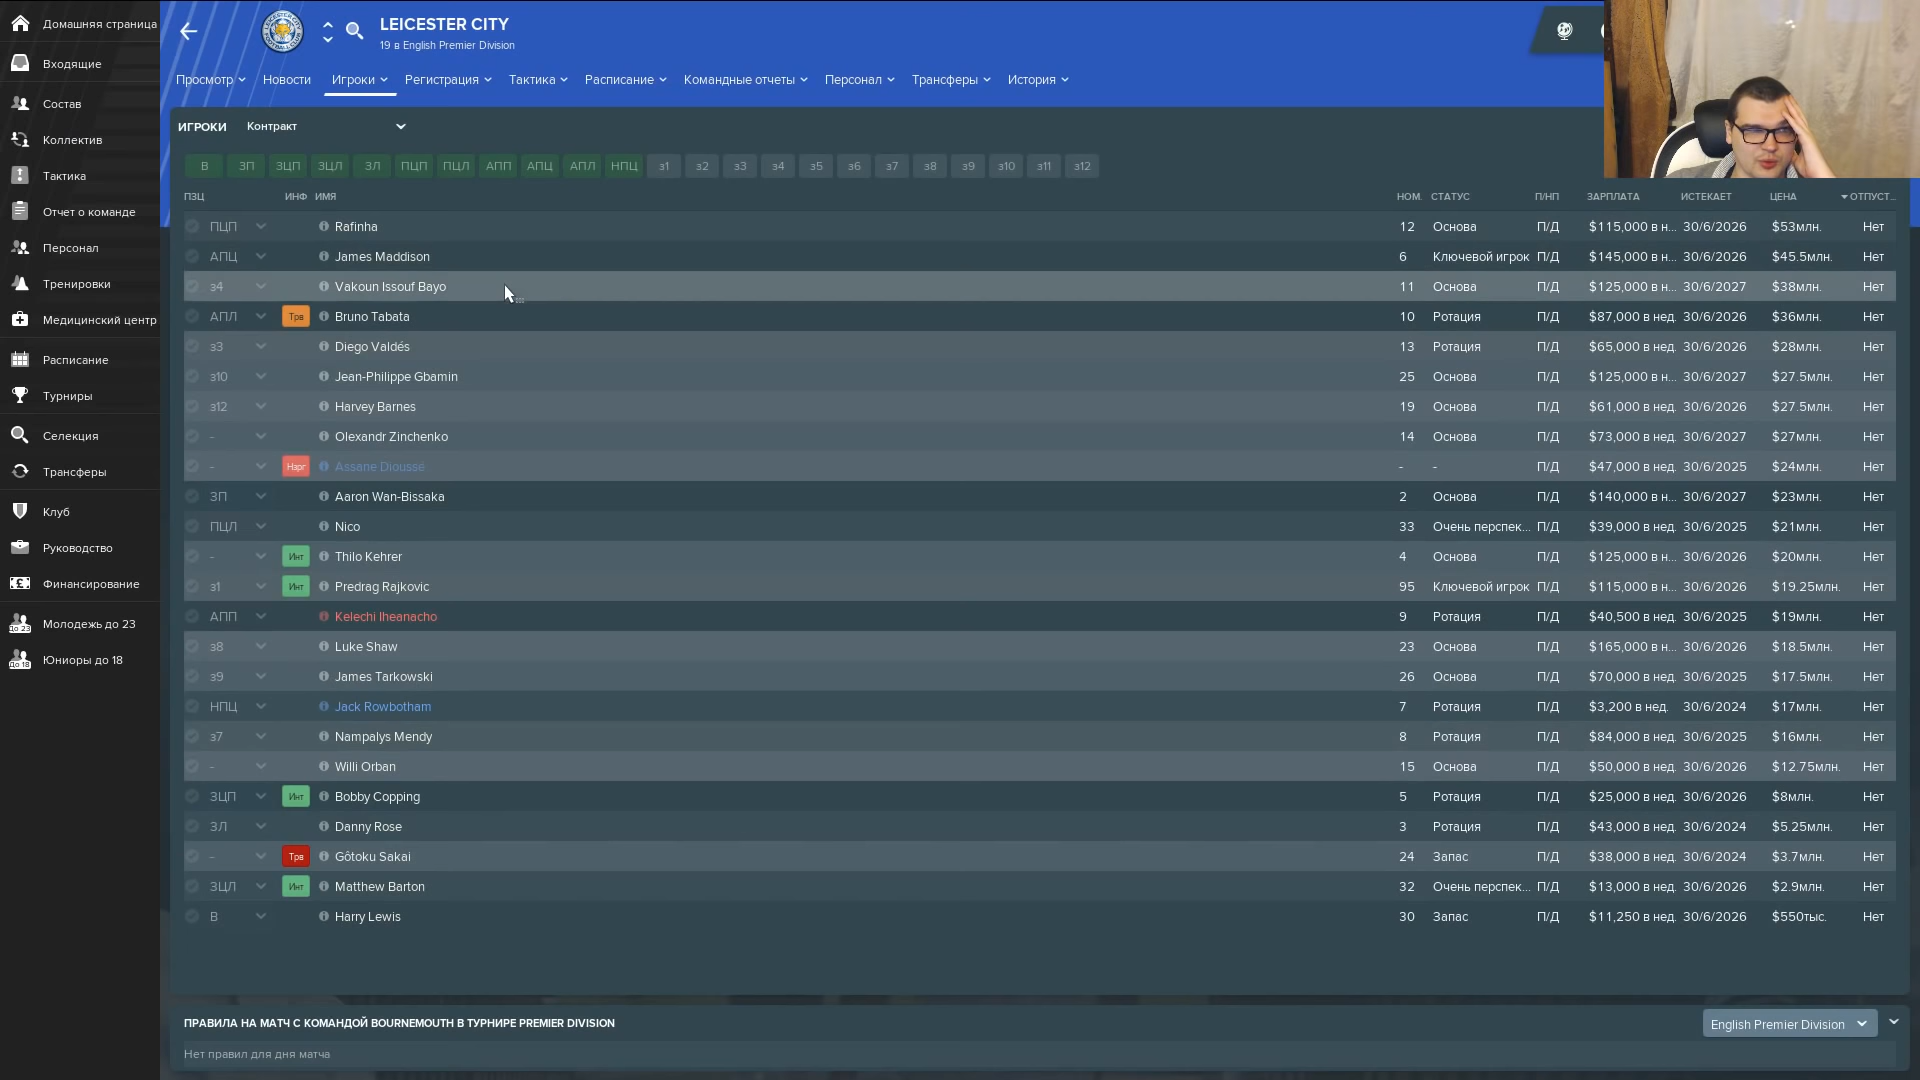 Домашняя страница
Входящие
Состав
Коллектив
Тактика
Отчет о команде
Персонал
Тренировки
Медицинский центр
Расписание
Турниры
Селекция
Трансферы
Клуб
Руководство
Финансирование
Молодежь до 23
Юниоры до 18
LEICESTER CITY
19 в English Premier Division
Просмотр Новости Игроки Регистрация Тактика Расписание Командные отчеты Персонал Трансферы История
ИГРОКИ Контракт
В ЗП ЗЦП ЗЦЛ ЗЛ ПЦП ПЦЛ АПП АПЦ АПЛ НПЦ з1 з2 з3 з4 з5 з6 з7 з8 з9 з10 з11 з12
ПЗЦ ИНФ ИМЯ НОМ. СТАТУС П/НП ЗАРПЛАТА ИСТЕКАЕТ ЦЕНА ОТПУСТ...
ПЦП Rafinha 12 Основа П/Д $115,000 в н... 30/6/2026 $53млн. Нет
АПЦ James Maddison 6 Ключевой игрок П/Д $145,000 в н... 30/6/2026 $45.5млн. Нет
з4 Vakoun Issouf Bayo 11 Основа П/Д $125,000 в н... 30/6/2027 $38млн. Нет
АПЛ Трв Bruno Tabata 10 Ротация П/Д $87,000 в нед. 30/6/2026 $36млн. Нет
з3 Diego Valdés 13 Ротация П/Д $65,000 в нед. 30/6/2026 $28млн. Нет
з10 Jean-Philippe Gbamin 25 Основа П/Д $125,000 в н... 30/6/2027 $27.5млн. Нет
з12 Harvey Barnes 19 Основа П/Д $61,000 в нед. 30/6/2026 $27.5млн. Нет
- Olexandr Zinchenko 14 Основа П/Д $73,000 в нед. 30/6/2027 $27млн. Нет
- Нзрг Assane Dioussé - - П/Д $47,000 в нед. 30/6/2025 $24млн. Нет
ЗП Aaron Wan-Bissaka 2 Основа П/Д $140,000 в н... 30/6/2027 $23млн. Нет
ПЦЛ Nico 33 Очень перспек... П/Д $39,000 в нед. 30/6/2025 $21млн. Нет
- Инт Thilo Kehrer 4 Основа П/Д $125,000 в н... 30/6/2026 $20млн. Нет
з1 Инт Predrag Rajkovic 95 Ключевой игрок П/Д $115,000 в н... 30/6/2026 $19.25млн. Нет
АПП Kelechi Iheanacho 9 Ротация П/Д $40,500 в нед. 30/6/2025 $19млн. Нет
з8 Luke Shaw 23 Основа П/Д $165,000 в н... 30/6/2025 $18.5млн. Нет
з9 James Tarkowski 26 Основа П/Д $70,000 в нед. 30/6/2025 $17.5млн. Нет
НПЦ Jack Rowbotham 7 Ротация П/Д $3,200 в нед. 30/6/2024 $17млн. Нет
з7 Nampalys Mendy 8 Ротация П/Д $84,000 в нед. 30/6/2025 $16млн. Нет
- Willi Orban 15 Основа П/Д $50,000 в нед. 30/6/2026 $12.75млн. Нет
ЗЦП Инт Bobby Copping 5 Ротация П/Д $25,000 в нед. 30/6/2026 $8млн. Нет
ЗЛ Danny Rose 3 Ротация П/Д $43,000 в нед. 30/6/2024 $5.25млн. Нет
- Трв Gôtoku Sakai 24 Запас П/Д $38,000 в нед. 30/6/2024 $3.7млн. Нет
ЗЦЛ Инт Matthew Barton 32 Очень перспек... П/Д $13,000 в нед. 30/6/2026 $2.9млн. Нет
В Harry Lewis 30 Запас П/Д $11,250 в нед. 30/6/2026 $550тыс. Нет
ПРАВИЛА НА МАТЧ С КОМАНДОЙ BOURNEMOUTH В ТУРНИРЕ PREMIER DIVISION
English Premier Division
Нет правил для дня матча